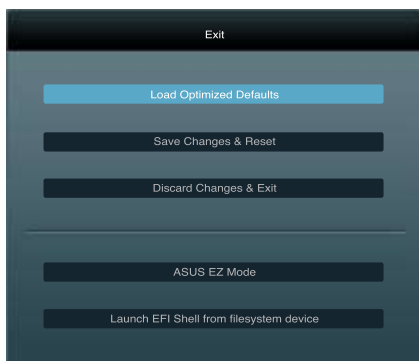 Exit
Load Optimized Defaults
Save Changes & Reset
Discard Changes & Exit
ASUS EZ Mode
Launch EFI Shell from filesystem device